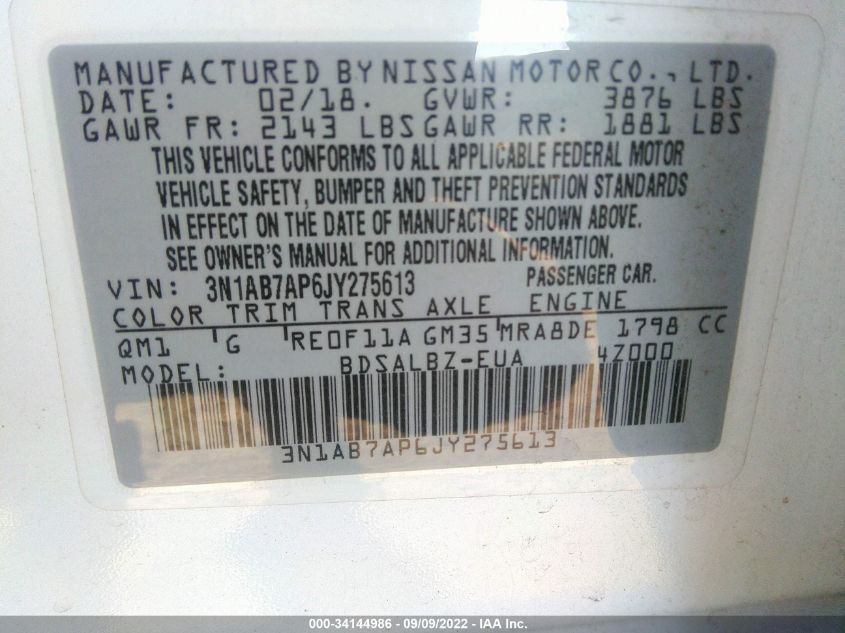 MANUFACTURED BY NISSAN MOTOR CO., LTD.
DATE: 02/18. GVWR: 3876 LBS
GAWR FR: 2143 LBS GAWR RR: 1881 LBS
THIS VEHICLE CONFORMS TO ALL APPLICABLE FEDERAL MOTOR
VEHICLE SAFETY, BUMPER AND THEFT PREVENTION STANDARDS
IN EFFECT ON THE DATE OF MANUFACTURE SHOWN ABOVE.
SEE OWNER'S MANUAL FOR ADDITIONAL INFORMATION.
VIN: 3N1AB7AP6JY275613 PASSENGER CAR.
COLOR TRIM TRANS AXLE ENGINE
QM1 'G 'RE0F11A GM35 'MRA8DE 1798 CC
MODEL: BDSALBZ-EUA 47000
3N1AB7AP6JY275613
000-34144986 - 09/09/2022 - IAA Inc.